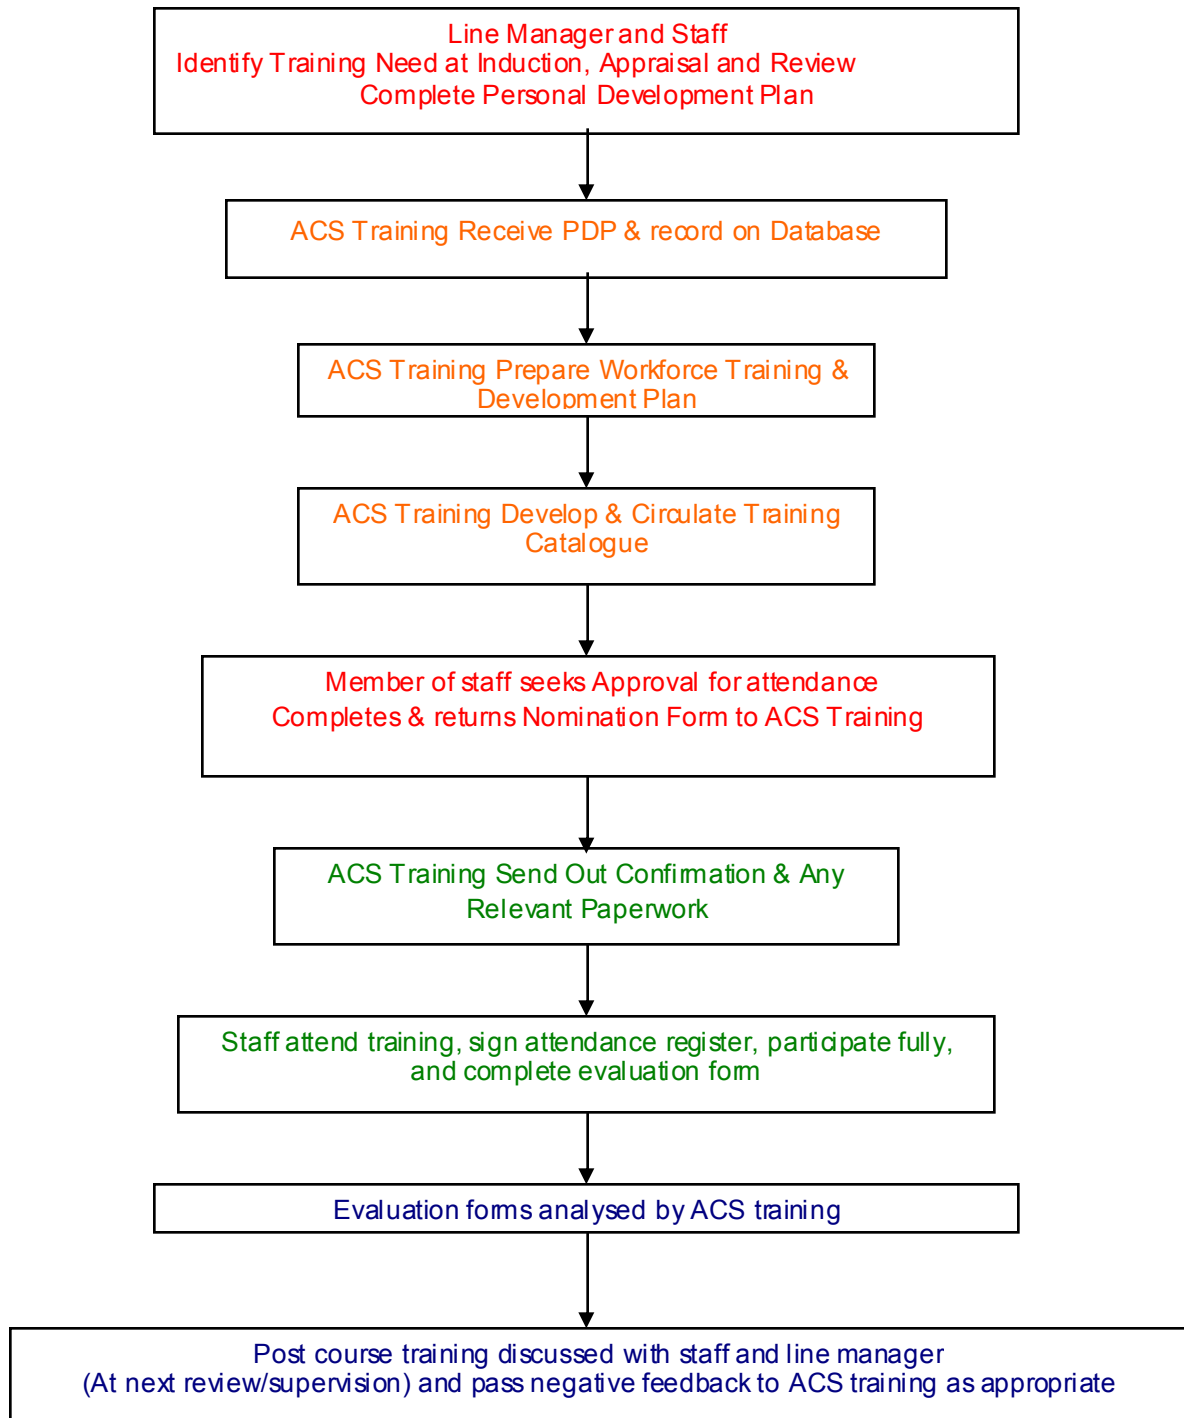 Line Manager and Staff
Identify Training Need at Induction, Appraisal and Review
Complete Personal Development Plan
ACS Training Receive PDP & record on Database
ACS Training Prepare Workforce Training &
Development Plan
ACS Training Develop & Circulate Training
Catalogue
Member of staff seeks Approval for attendance
Completes & returns Nomination Form to ACS Training
ACS Training Send Out Confirmation & Any
Relevant Paperwork
Staff attend training, sign attendance register, participate fully,
and complete evaluation form
Evaluation forms analysed by ACS training
Post course training discussed with staff and line manager
(At next review/supervision) and pass negative feedback to ACS training as appropriate